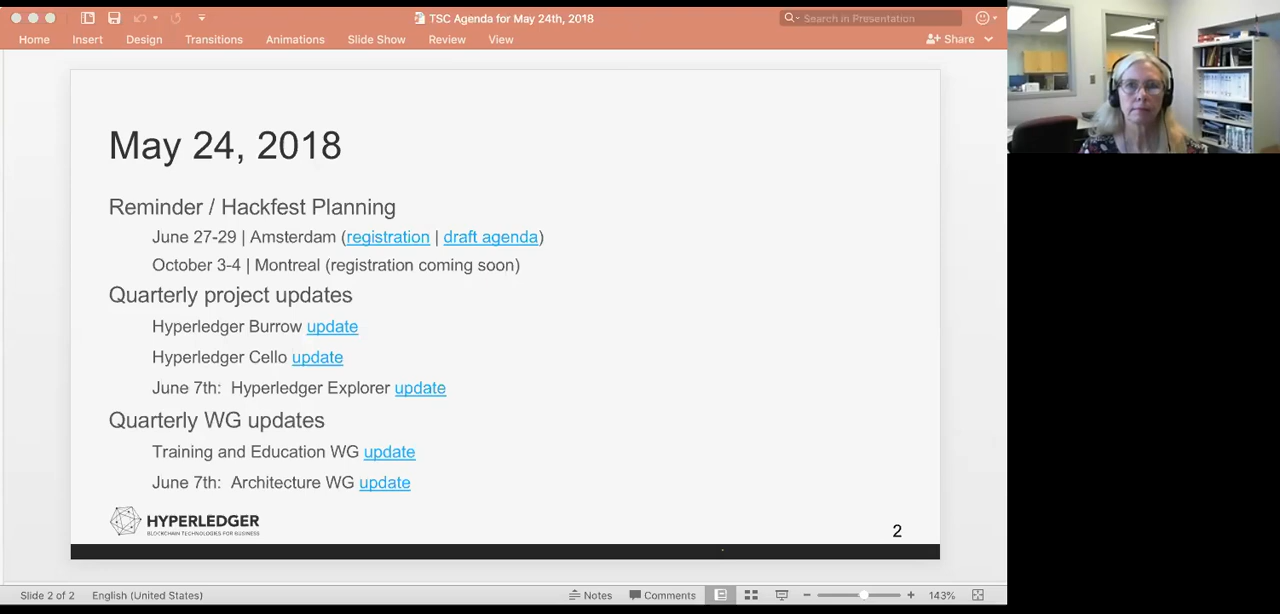 TSC Agenda for May 24th, 2018
Search in Presentation
Home Insert Design Transitions Animations Slide Show Review View
Share
May 24, 2018
Reminder / Hackfest Planning
June 27-29 | Amsterdam (registration | draft agenda)
October 3-4 | Montreal (registration coming soon)
Quarterly project updates
Hyperledger Burrow update
Hyperledger Cello update
June 7th: Hyperledger Explorer update
Quarterly WG updates
Training and Education WG update
June 7th: Architecture WG update
HYPERLEDGER
BLOCKCHAIN TECHNOLOGIES FOR BUSINESS
2
Slide 2 of 2 English (United States) Notes Comments 143%